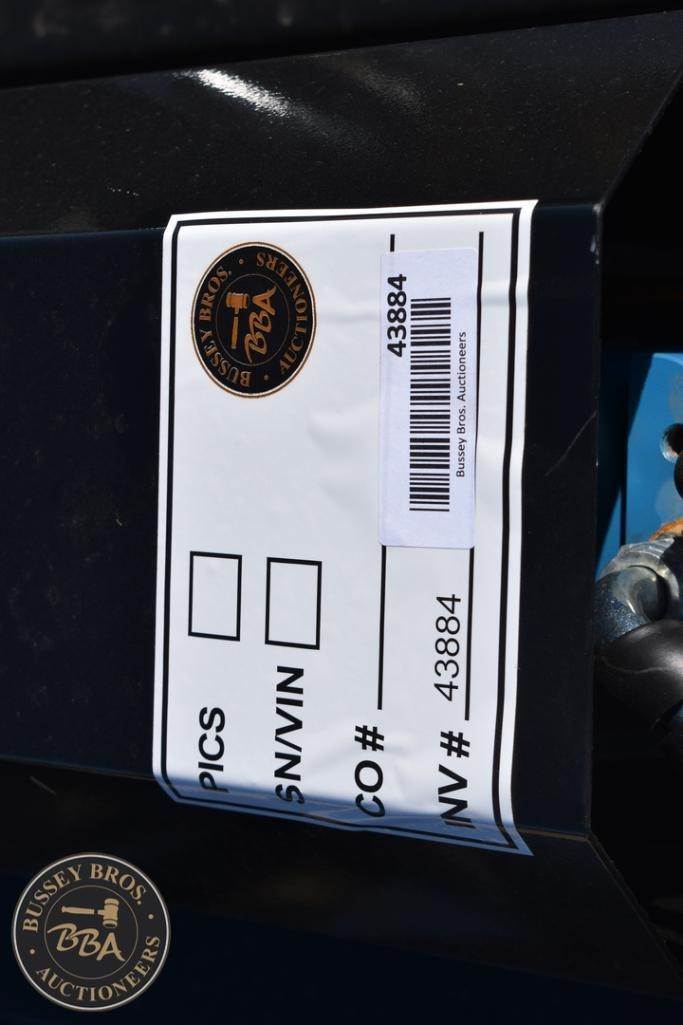 BUSSEY BROS.
BBA
AUCTIONEERS
PICS
SN/VIN
CO #
43884
Bussey Bros. Auctioneers
INV # 43884
BUSSEY BROS.
BBA
AUCTIONEERS